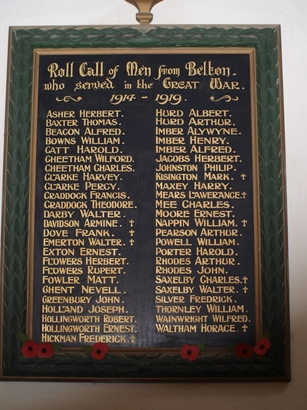 Roll Call of Men from Belton.
who served in the Great War.
1914 - 1919.
ASHER HERBERT.
BAXTER THOMAS.
BEACON ALFRED.
BOWNS WILLIAM.
GATT HAROLD.
CHEETHAM WILFORD.
CHEETHAM CHARLES.
CLARKE HARVEY.
CLARKE PERCY.
CRADDOCK FRANCIS.
CRADDOCK THEODORE.
DARBY WALTER.
DAVIDSON ARMINE. †
DOVE FRANK. †
EMERTON WALTER. †
EXTON ERNEST.
FLOWERS HERBERT.
FLOWERS RUPERT.
FOWLER MATT.
GHENT NEVELL.
GREENBURY JOHN.
HOLLAND JOSEPH.
HOLLINGWORTH ROBERT.
HOLLINGWORTH ERNEST.
HICKMAN FREDERICK. †
HURD ALBERT.
HURD ARTHUR.
IMBER ALYWYNE.
IMBER HENRY.
IMBER ALFRED.
JACOBS HERBERT.
JOHNSTON PHILIP.
KISINGTON MARK. †
MAXEY HARRY.
MEARS LAWERANCE. †
MEE CHARLES.
MOORE ERNEST.
NAPPIN WILLIAM. †
PEARSON ARTHUR.
POWELL WILLIAM.
PORTER HAROLD.
RHODES ARTHUR.
RHODES JOHN.
SAXELBY CHARLES. †
SAXELBY WALTER. †
SILVER FREDRICK.
THORNLEY WILLIAM.
WAINWRIGHT WILFRED.
WALTHAM HORACE. †